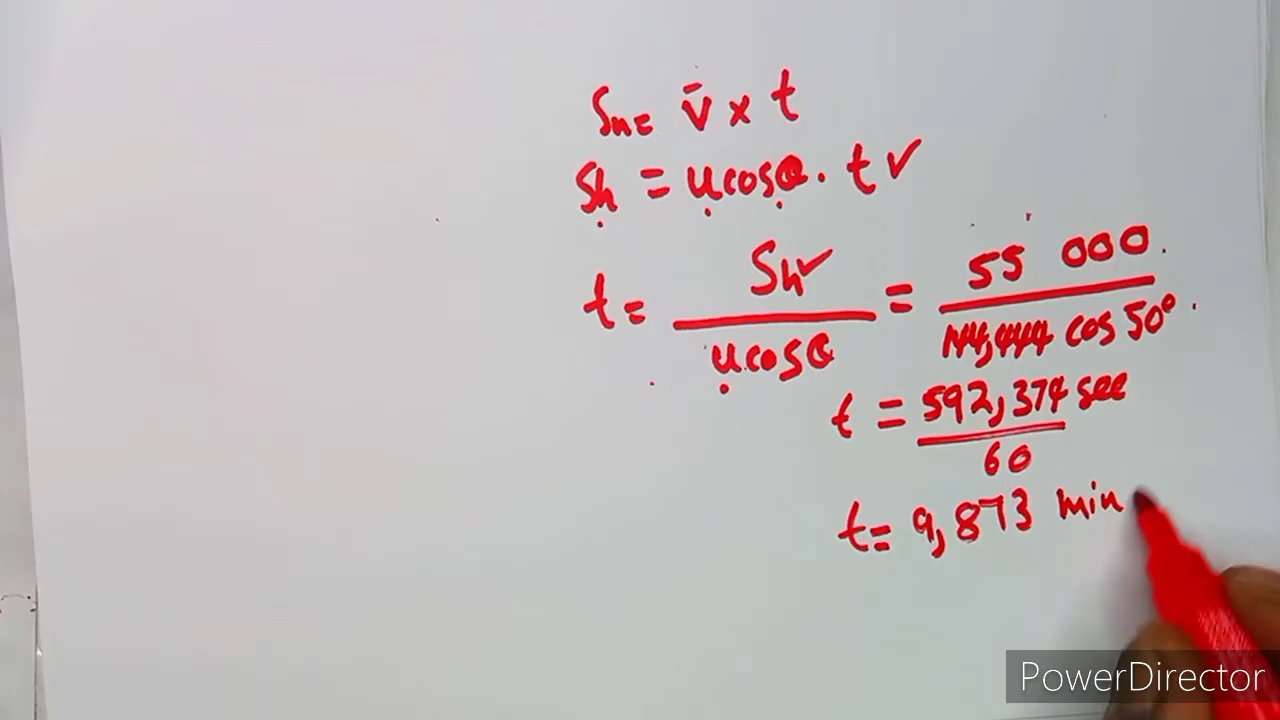 Sh = v̄ x t
Sh = u cosθ . t ✓
t = Sh✓ / u cosθ = 55 000 / 144,444 cos 50°
t = 592,374 sec / 60
t = 9,873 min
PowerDirector